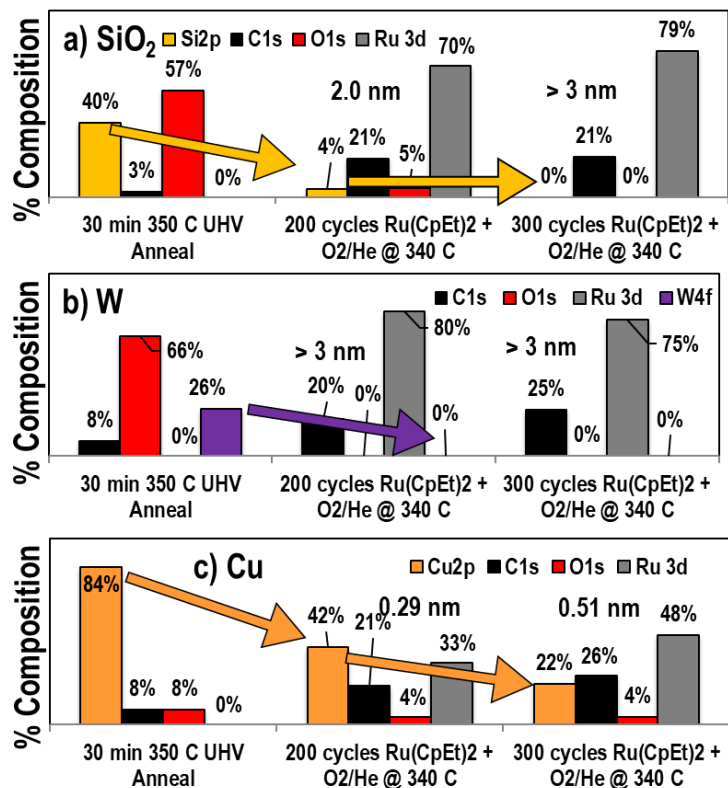 % Composition
a) SiO2
Si2p C1s O1s Ru 3d
40%
3%
57%
0%
2.0 nm
4%
21%
5%
70%
> 3 nm
0%
21%
0%
79%
30 min 350 C UHV
Anneal
200 cycles Ru(CpEt)2 +
O2/He @ 340 C
300 cycles Ru(CpEt)2 +
O2/He @ 340 C
% Composition
b) W
C1s O1s Ru 3d W4f
8%
66%
0%
26%
> 3 nm
20%
0%
80%
0%
> 3 nm
25%
0%
75%
0%
30 min 350 C UHV
Anneal
200 cycles Ru(CpEt)2 +
O2/He @ 340 C
300 cycles Ru(CpEt)2 +
O2/He @ 340 C
% Composition
c) Cu
Cu2p C1s O1s Ru 3d
84%
8%
8%
0%
0.29 nm
42%
21%
4%
33%
0.51 nm
22%
26%
4%
48%
30 min 350 C UHV
Anneal
200 cycles Ru(CpEt)2 +
O2/He @ 340 C
300 cycles Ru(CpEt)2 +
O2/He @ 340 C